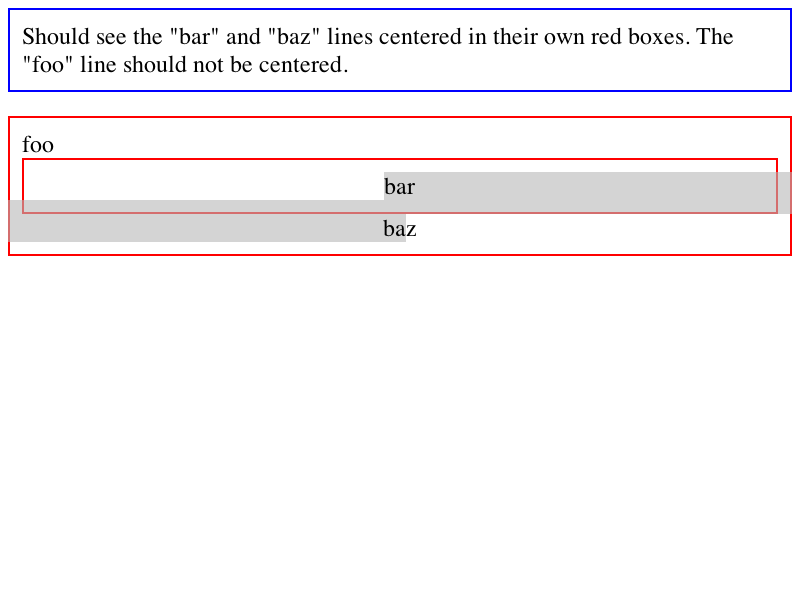 Should see the "bar" and "baz" lines centered in their own red boxes. The
"foo" line should not be centered.
foo
bar
baz